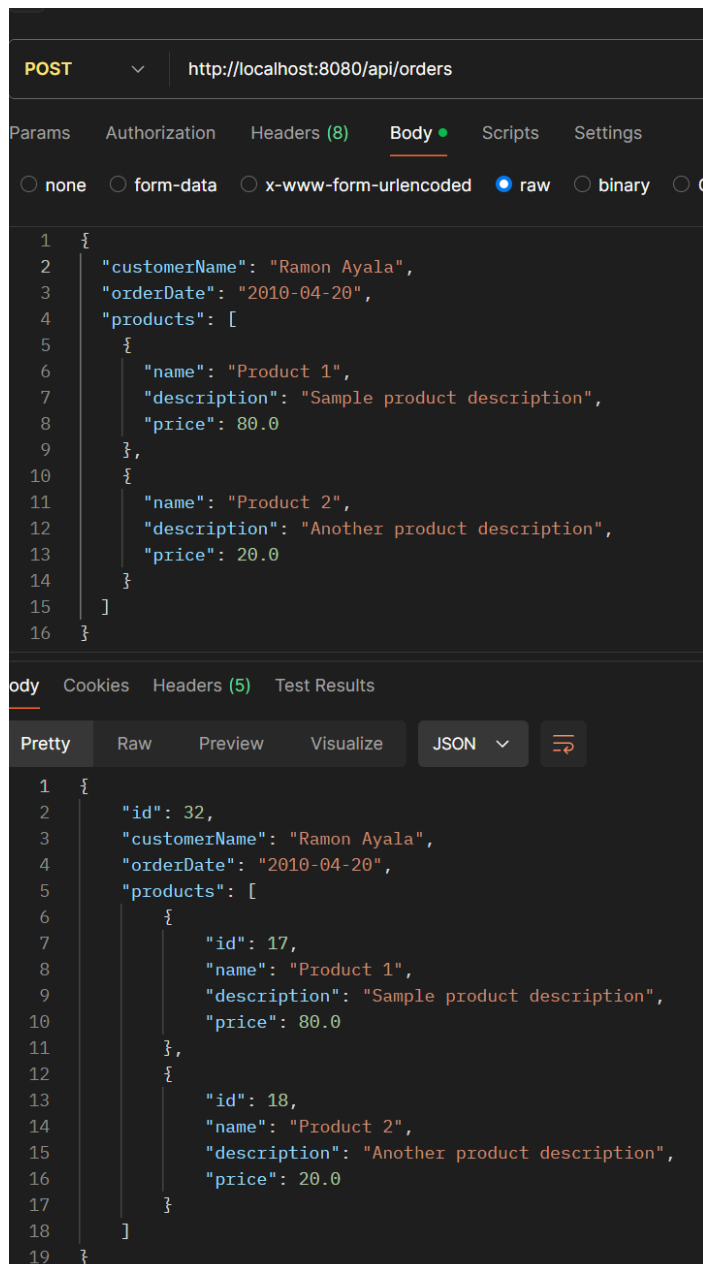 POST http://localhost:8080/api/orders
Params Authorization Headers (8) Body Scripts Settings
none form-data x-www-form-urlencoded raw binary
1 {
2 "customerName": "Ramon Ayala",
3 "orderDate": "2010-04-20",
4 "products": [
5 {
6 "name": "Product 1",
7 "description": "Sample product description",
8 "price": 80.0
9 },
10 {
11 "name": "Product 2",
12 "description": "Another product description",
13 "price": 20.0
14 }
15 ]
16 }
ody Cookies Headers (5) Test Results
Pretty Raw Preview Visualize JSON
1 {
2 "id": 32,
3 "customerName": "Ramon Ayala",
4 "orderDate": "2010-04-20",
5 "products": [
6 {
7 "id": 17,
8 "name": "Product 1",
9 "description": "Sample product description",
10 "price": 80.0
11 },
12 {
13 "id": 18,
14 "name": "Product 2",
15 "description": "Another product description",
16 "price": 20.0
17 }
18 ]
19 }